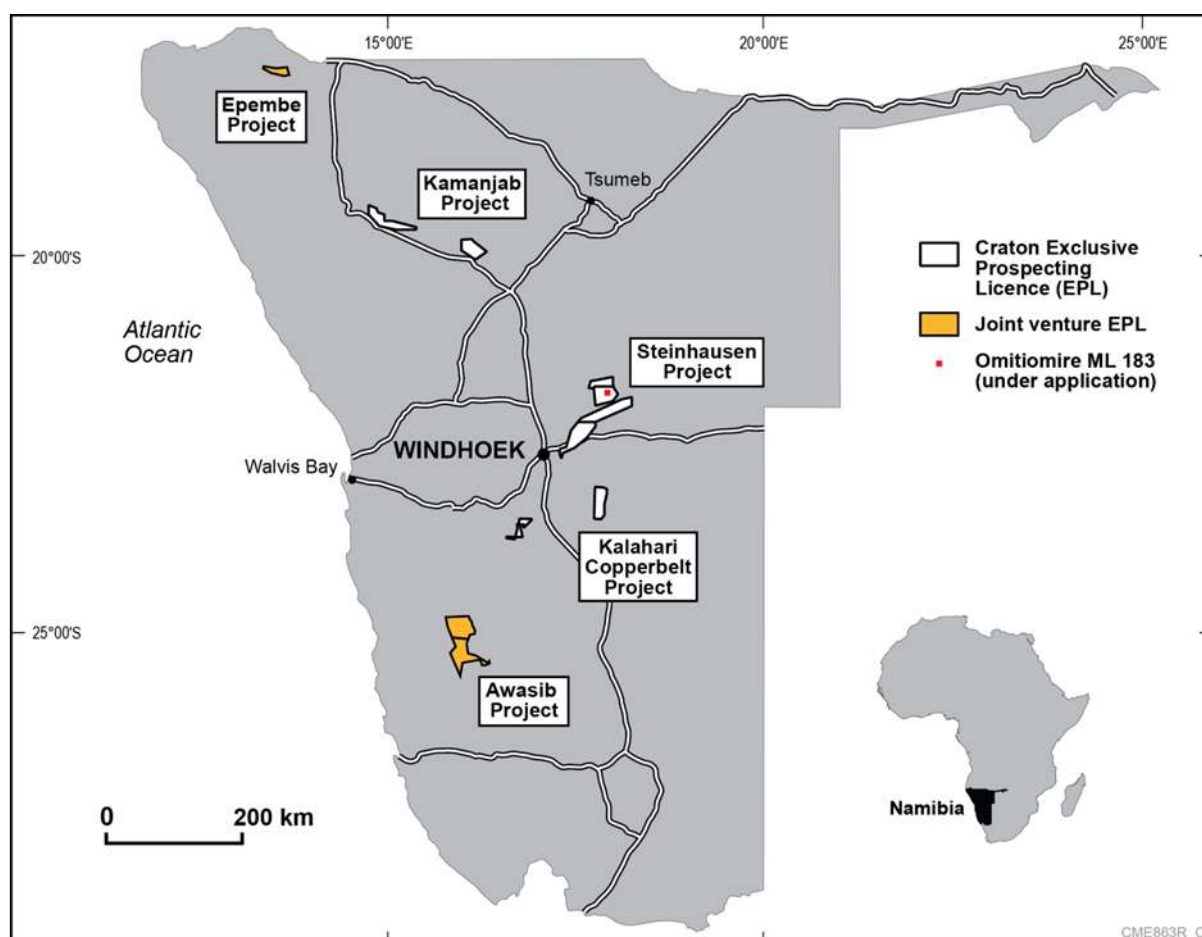 15°00'E
20°00'E
25°00'E
Epembe
Project
Kamanjab
Project
Tsumeb
20°00'S
Craton Exclusive
Prospecting
Licence (EPL)
Joint venture EPL
Omitiomire ML 183
(under application)
Atlantic
Ocean
Steinhausen
Project
WINDHOEK
Walvis Bay
Kalahari
Copperbelt
Project
25°00'S
Awasib
Project
0 200 km
Namibia